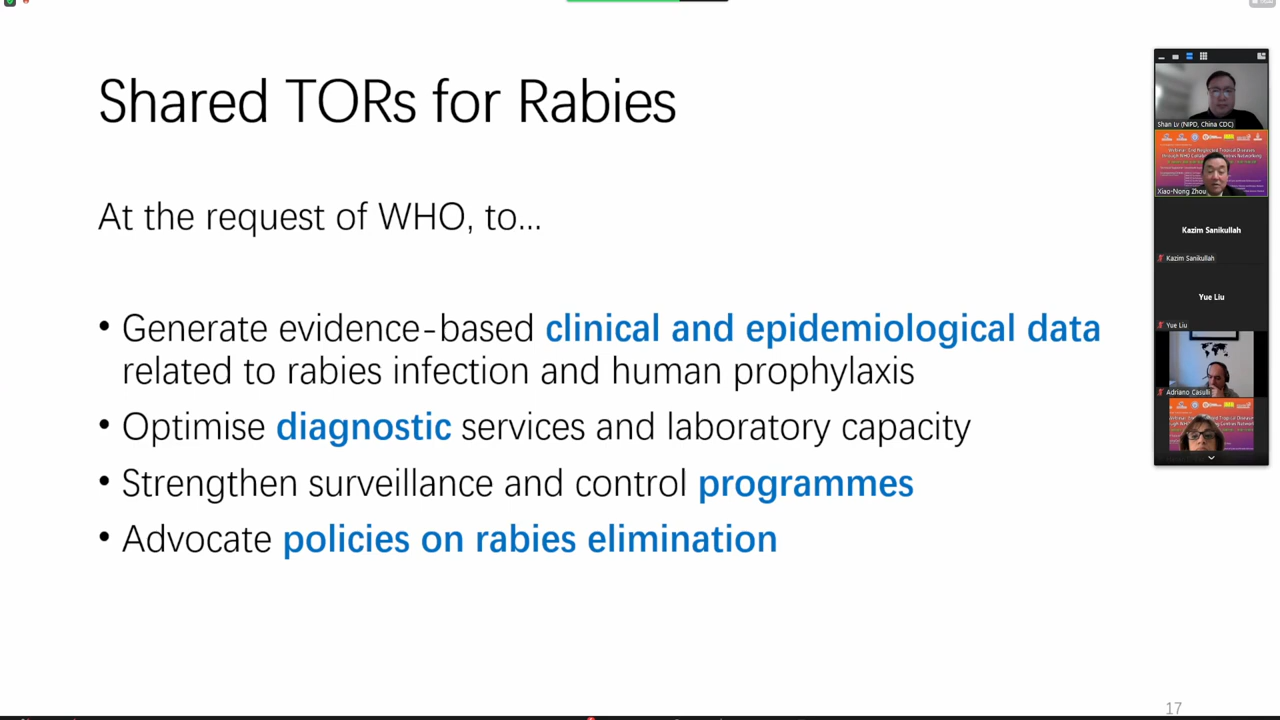 Shared TORs for Rabies
At the request of WHO, to...
• Generate evidence-based clinical and epidemiological data
related to rabies infection and human prophylaxis
• Optimise diagnostic services and laboratory capacity
• Strengthen surveillance and control programmes
• Advocate policies on rabies elimination
17
Shan Lv (NIPD, China CDC)
Xiao-Nong Zhou
Kazim Sanikullah
Kazim Sanikullah
Yue Liu
Yue Liu
Adriano Casulli